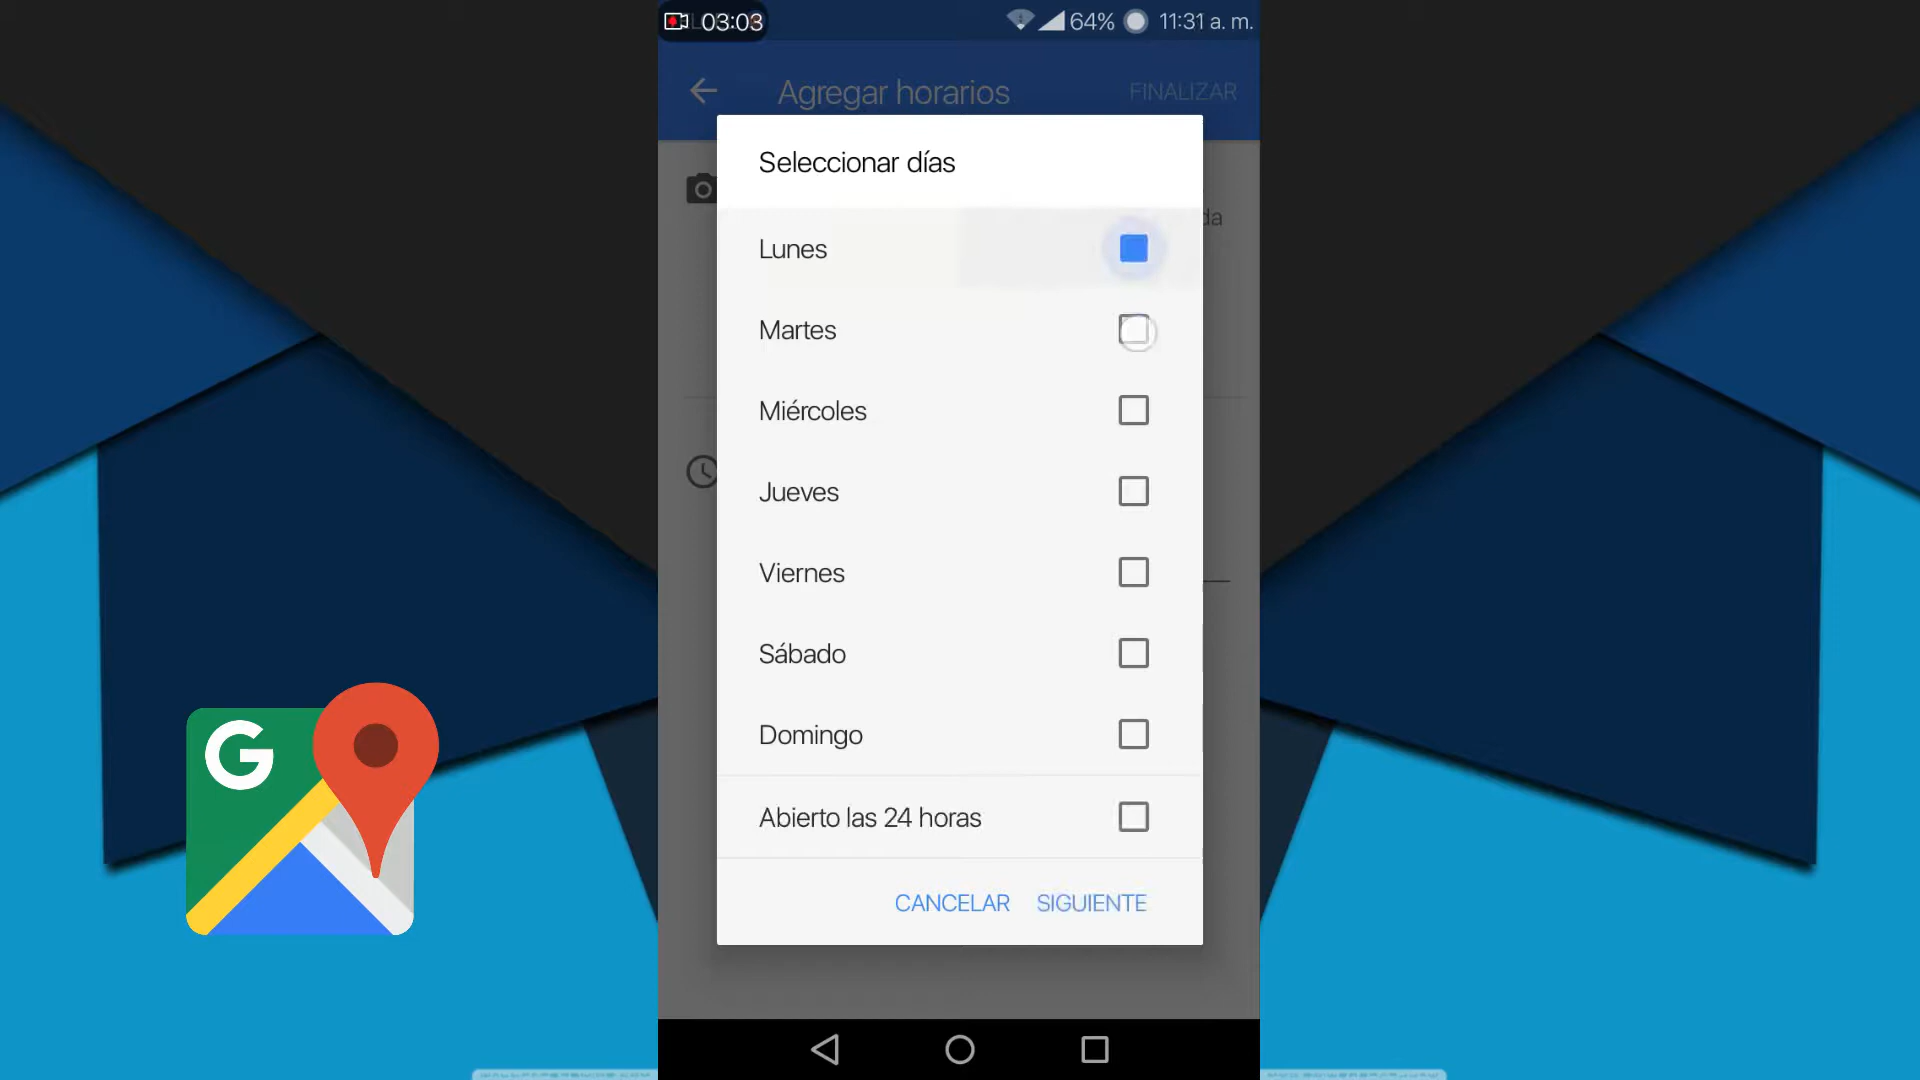 03:03
64% 11:31 a. m.
Agregar horarios
FINALIZAR
Seleccionar días
da
Lunes
Martes
Miércoles
Jueves
Viernes
Sábado
Domingo
Abierto las 24 horas
CANCELAR SIGUIENTE
G